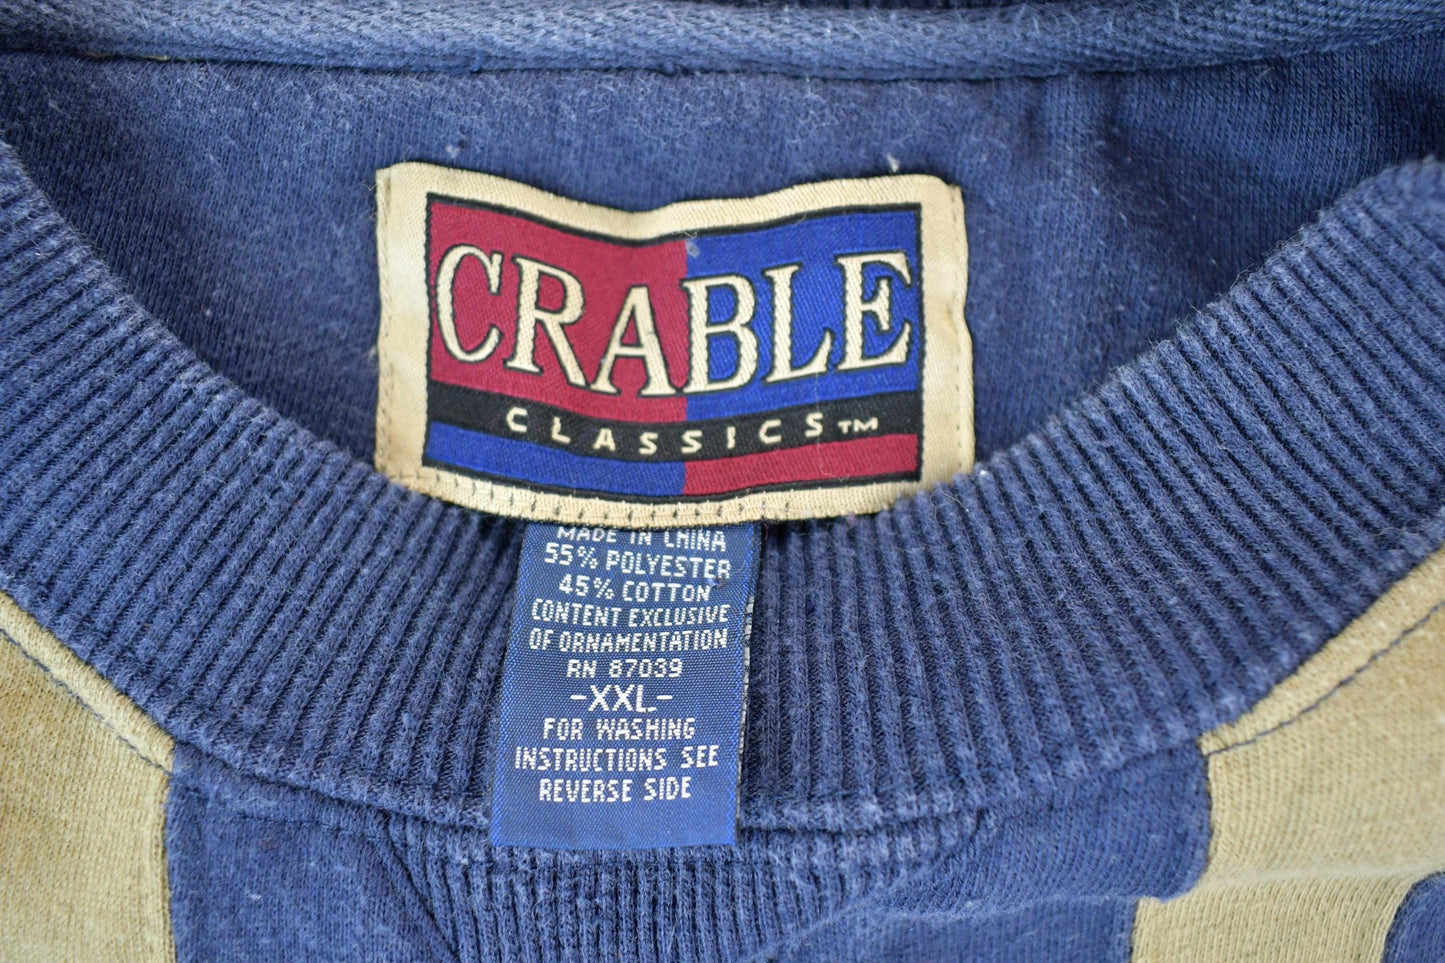 CRABLE
CLASSICS™
MADE IN CHINA
55% POLYESTER
45% COTTON
CONTENT EXCLUSIVE
OF ORNAMENTATION
RN 87039
-XXL-
FOR WASHING
INSTRUCTIONS SEE
REVERSE SIDE